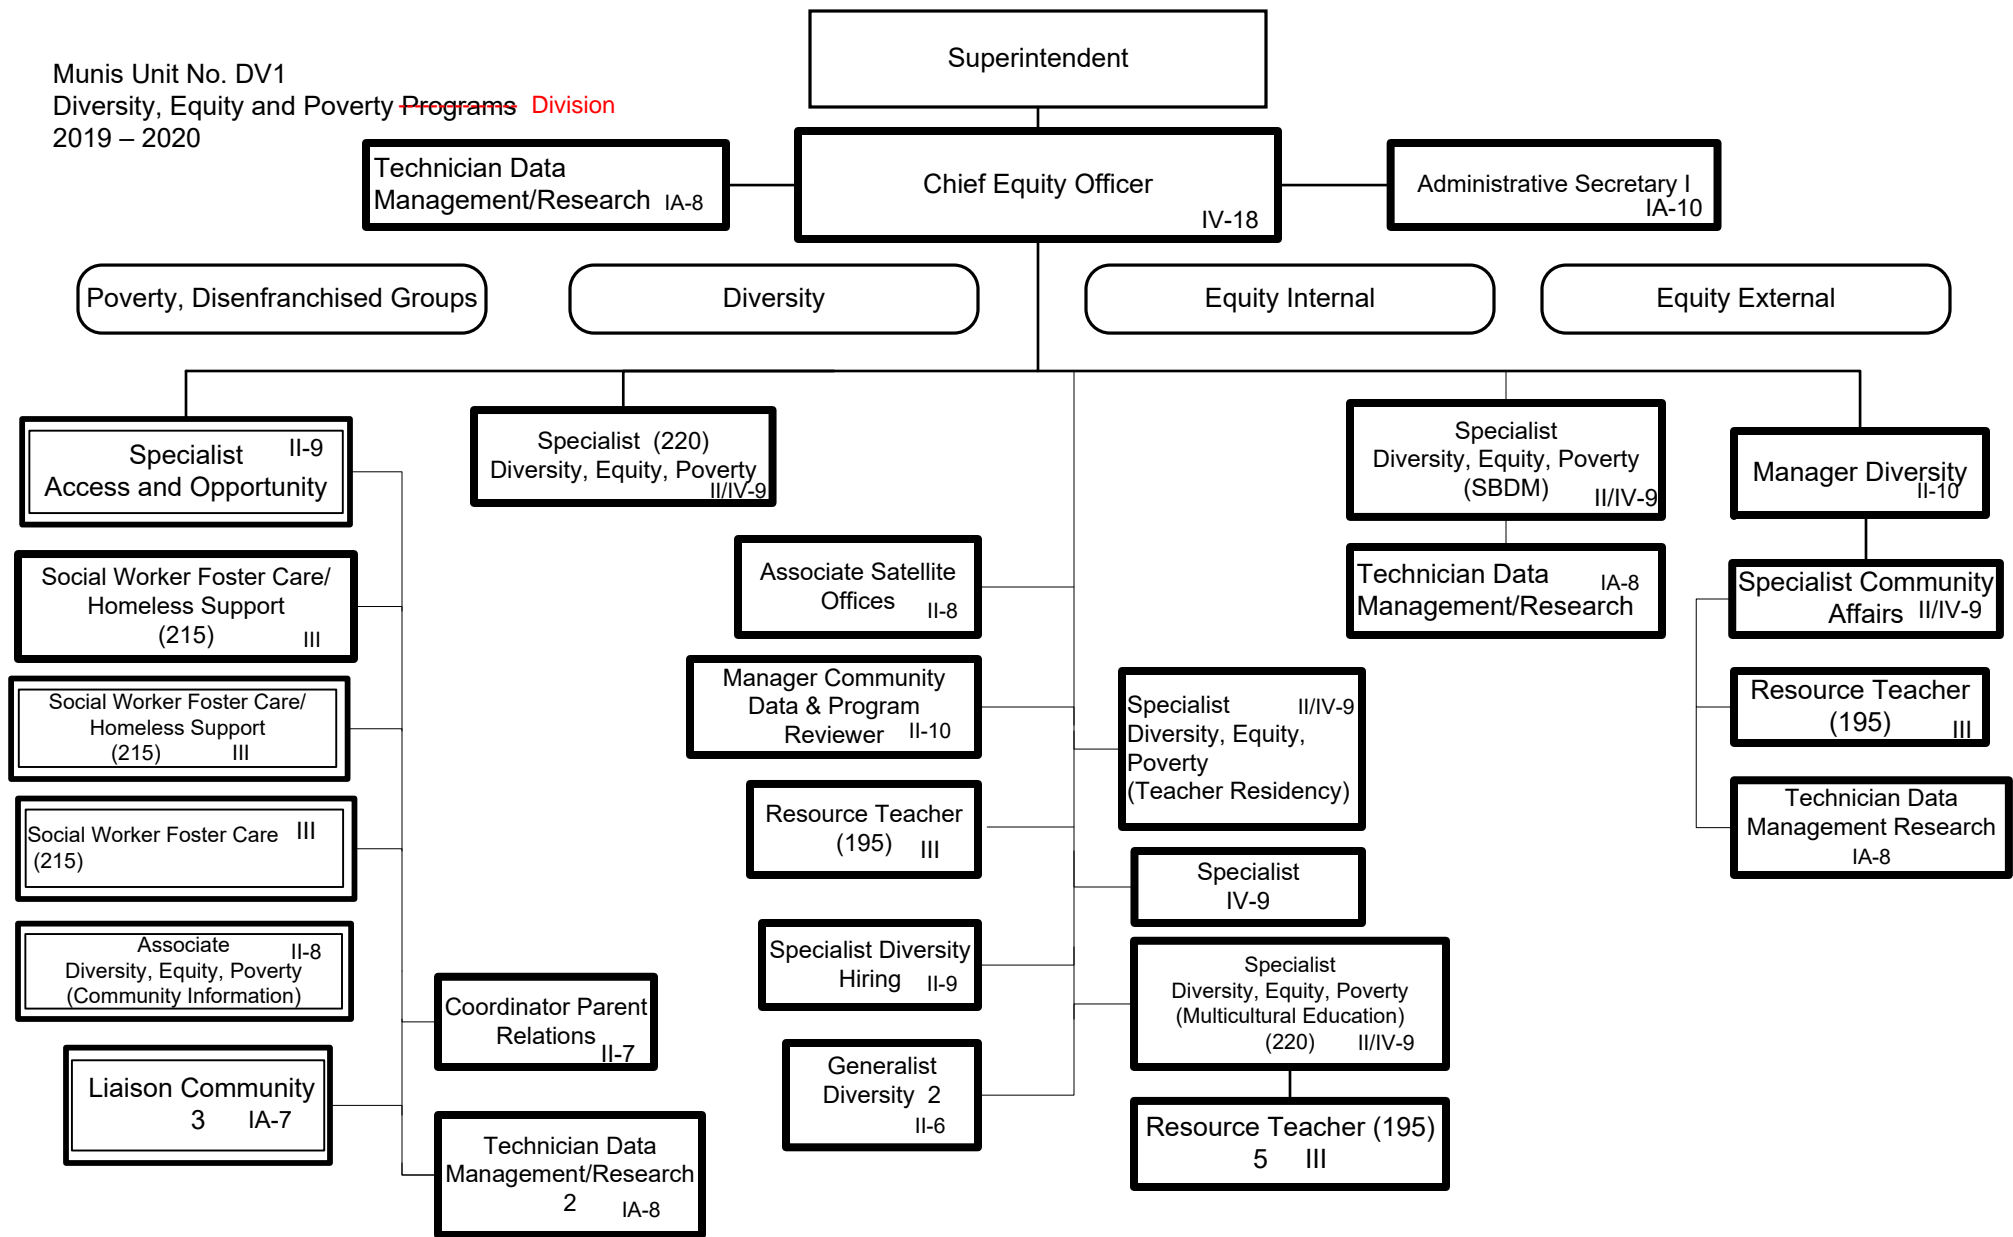 Superintendent
Munis Unit No. DV1
Diversity, Equity and Poverty Programs Division
2019 – 2020
Technician Data
Management/Research IA-8
Chief Equity Officer
IV-18
Administrative Secretary I
IA-10
Poverty, Disenfranchised Groups
Diversity
Equity Internal
Equity External
Specialist II-9
Access and Opportunity
Social Worker Foster Care/
Homeless Support
(215) III
Social Worker Foster Care/
Homeless Support
(215) III
Social Worker Foster Care III
(215)
Associate II-8
Diversity, Equity, Poverty
(Community Information)
Liaison Community
3 IA-7
Coordinator Parent
Relations II-7
Technician Data
Management/Research
2 IA-8
Specialist (220)
Diversity, Equity, Poverty
II/IV-9
Associate Satellite
Offices II-8
Manager Community
Data & Program
Reviewer II-10
Resource Teacher
(195) III
Specialist Diversity
Hiring II-9
Generalist
Diversity 2
II-6
Specialist II/IV-9
Diversity, Equity,
Poverty
(Teacher Residency)
Specialist
IV-9
Specialist
Diversity, Equity, Poverty
(Multicultural Education)
(220) II/IV-9
Resource Teacher (195)
5 III
Specialist
Diversity, Equity, Poverty
(SBDM) II/IV-9
Technician Data IA-8
Management/Research
Manager Diversity
II-10
Specialist Community
Affairs II/IV-9
Resource Teacher
(195) III
Technician Data
Management Research
IA-8